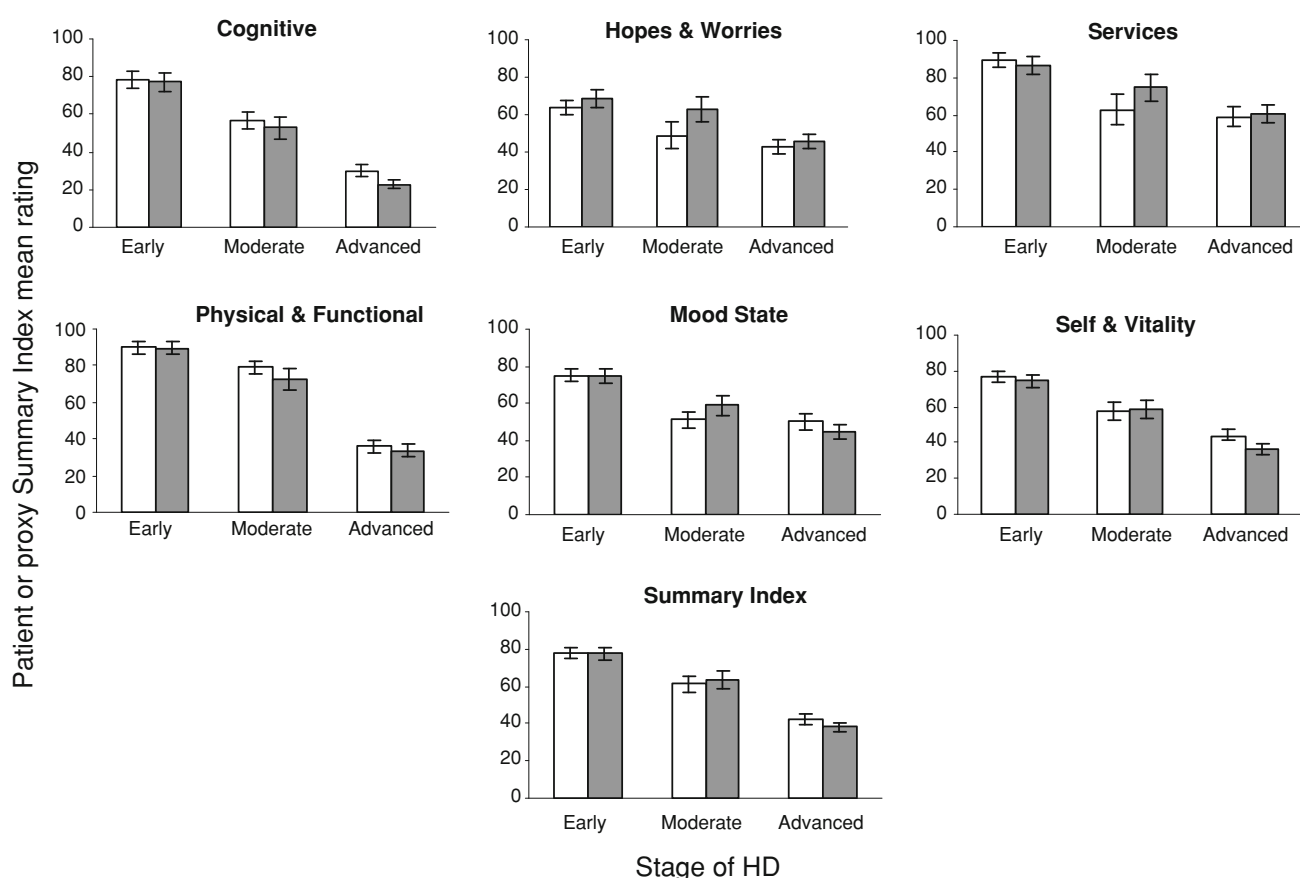 Patient or proxy Summary Index mean rating
Cognitive
100
80
60
40
20
0
Early Moderate Advanced
Hopes & Worries
100
80
60
40
20
0
Early Moderate Advanced
Services
100
80
60
40
20
0
Early Moderate Advanced
Physical & Functional
100
80
60
40
20
0
Early Moderate Advanced
Mood State
100
80
60
40
20
0
Early Moderate Advanced
Self & Vitality
100
80
60
40
20
0
Early Moderate Advanced
Summary Index
100
80
60
40
20
0
Early Moderate Advanced
Stage of HD